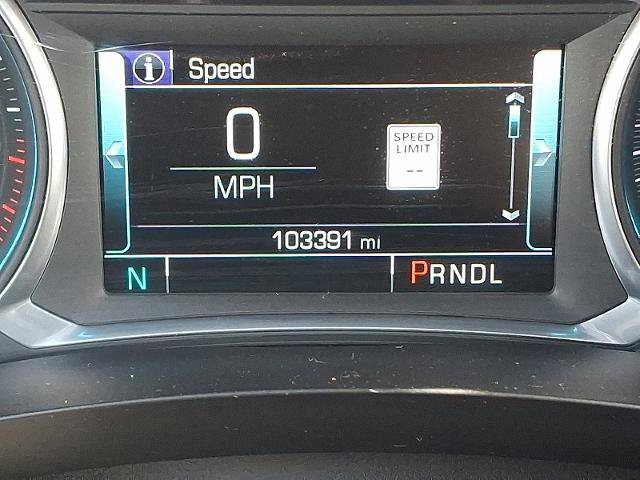 i Speed
0
MPH
SPEED
LIMIT
--
103391 mi
N
PRNDL